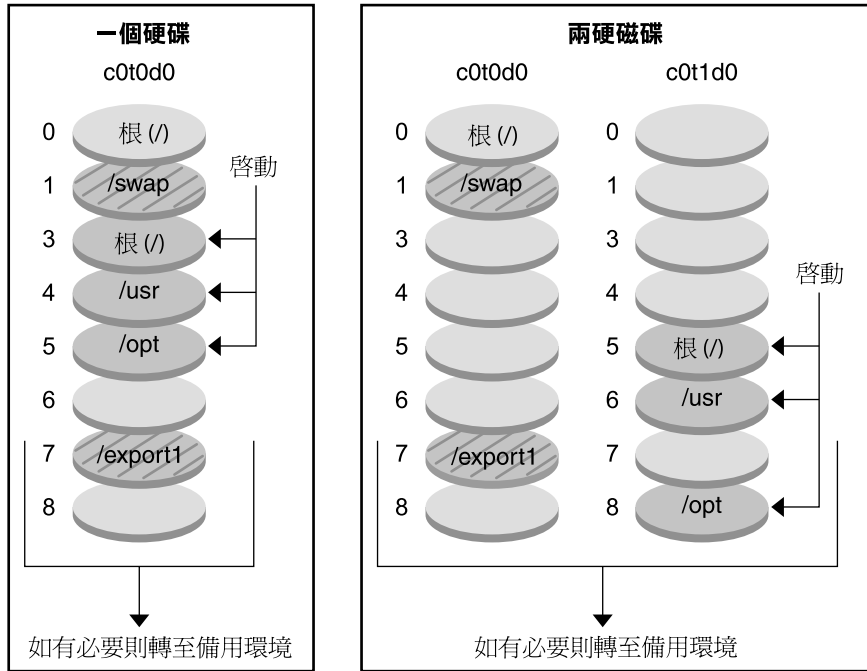 一個硬碟
c0t0d0
0 根 (/)
啓動
1 /swap
3 根 (/)
4 /usr
5 /opt
6
7 /export1
8
如有必要則轉至備用環境
兩硬磁碟
c0t0d0
0 根 (/)
1 /swap
3
4
5
6
7 /export1
8
c0t1d0
0
1
3
4
啓動
5 根 (/)
6 /usr
7
8 /opt
如有必要則轉至備用環境